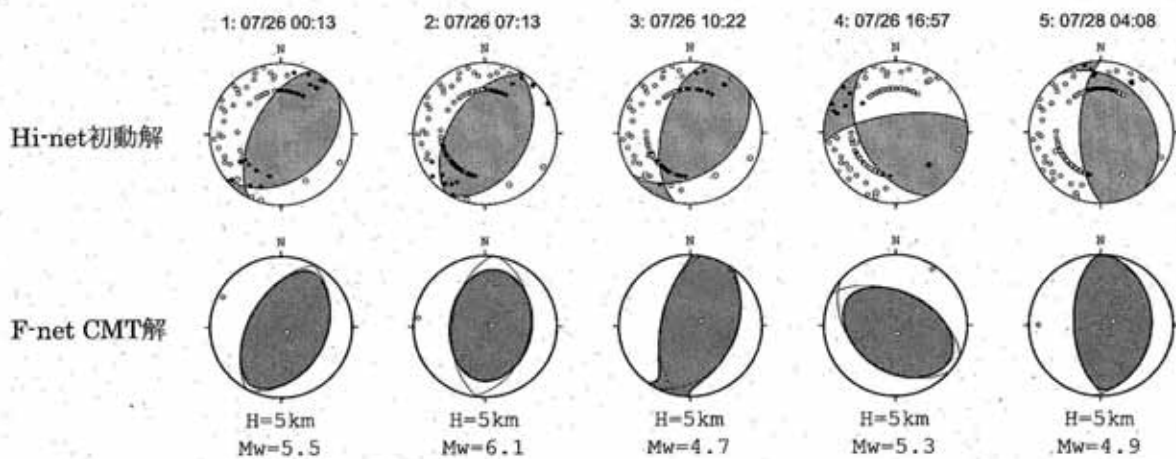 1: 07/26 00:13
2: 07/26 07:13
3: 07/26 10:22
4: 07/26 16:57
5: 07/28 04:08
N
N
N
N
N
Hi-net初動解
N
N
N
N
N
F-net CMT解
H=5km
H=5km
H=5km
H=5km
H=5km
Mw=5.5
Mw=6.1
Mw=4.7
Mw=5.3
Mw=4.9